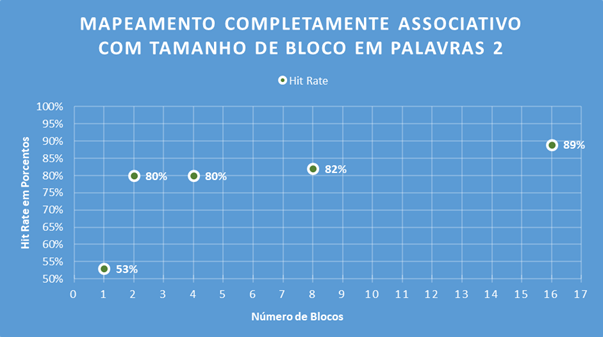 MAPEAMENTO COMPLETAMENTE ASSOCIATIVO
COM TAMANHO DE BLOCO EM PALAVRAS 2
Hit Rate
Hit Rate em Porcentos
100%
95%
90%
85%
80%
75%
70%
65%
60%
55%
50%
53%
80%
80%
82%
89%
0 1 2 3 4 5 6 7 8 9 10 11 12 13 14 15 16 17
Número de Blocos